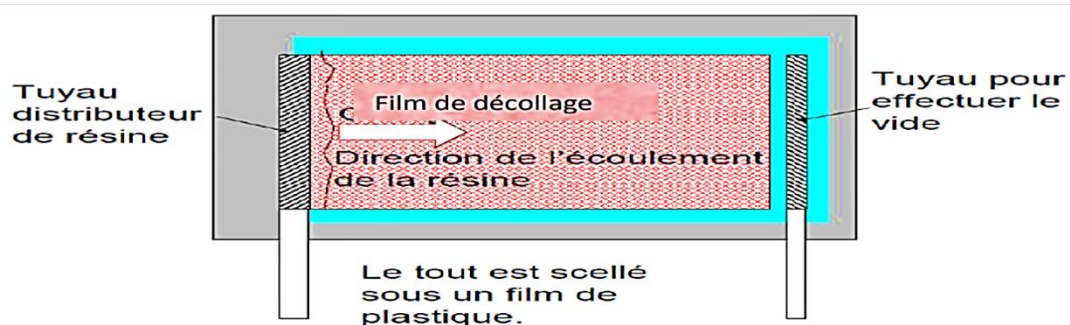 Tuyau
distributeur
de résine
Film de décollage
Direction de l'écoulement
de la résine
Tuyau pour
effectuer le
vide
Le tout est scellé
sous un film de
plastique.